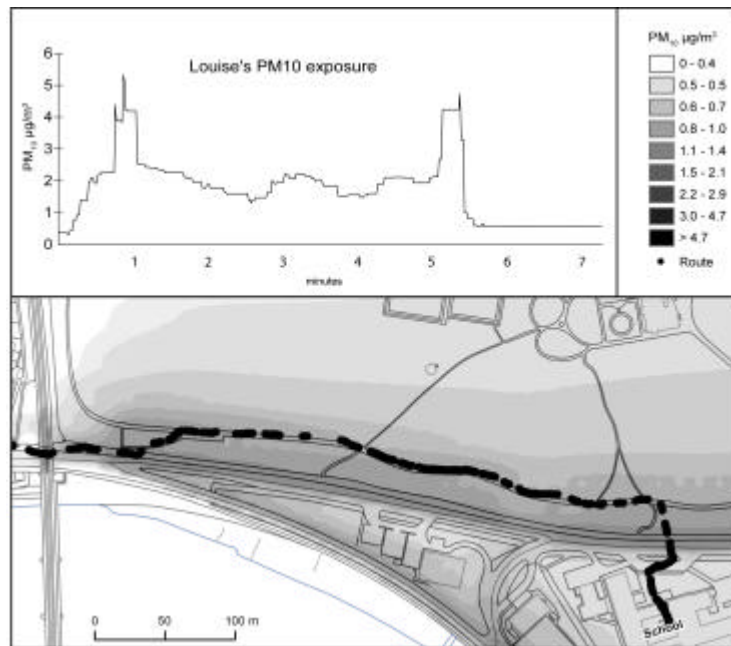 Louise's PM10 exposure
PM10 µg/m³
6
5
4
3
2
1
0
1 2 3 4 5 6 7
minutes
PM10 µg/m³
0 - 0.4
0.5 - 0.5
0.6 - 0.7
0.8 - 1.0
1.1 - 1.4
1.5 - 2.1
2.2 - 2.9
3.0 - 4.7
> 4.7
Route
0 50 100 m
School